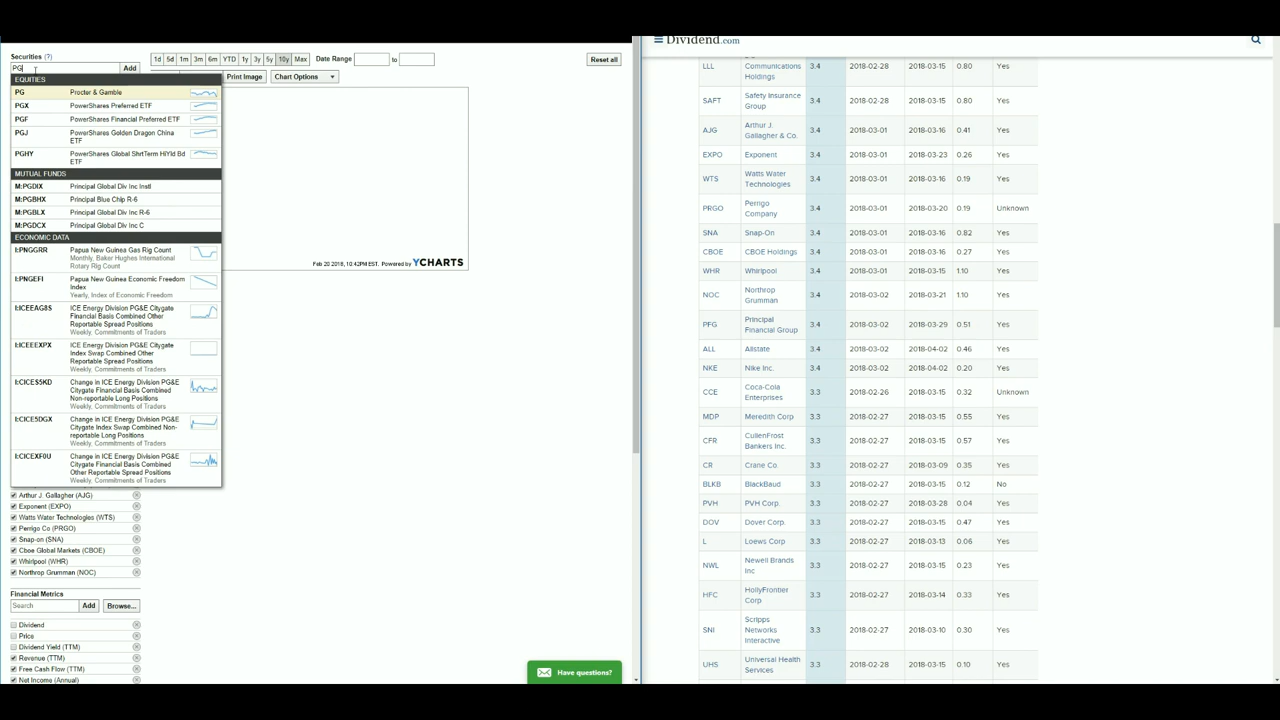 Securities (?)
1d 5d 1m 3m 6m YTD 1y 3y 5y 10y Max Date Range to Reset all
PG Add
Print Image Chart Options
EQUITIES
PG Procter & Gamble
PGX PowerShares Preferred ETF
PGF PowerShares Financial Preferred ETF
PGJ PowerShares Golden Dragon China
ETF
PGHY PowerShares Global ShrtTerm HiYld Bd
ETF
MUTUAL FUNDS
M:PGDIX Principal Global Div Inc Instl
M:PGBHX Principal Blue Chip R-6
M:PGBLX Principal Global Div Inc R-6
M:PGDCX Principal Global Div Inc C
ECONOMIC DATA
I:PNGGRR Papua New Guinea Gas Rig Count
Monthly, Baker Hughes International
Rotary Rig Count
I:PNGEFI Papua New Guinea Economic Freedom
Index
Yearly, Index of Economic Freedom
I:ICEEAG8S ICE Energy Division PG&E Citygate
Financial Basis Combined Other
Reportable Spread Positions
Weekly, Commitments of Traders
I:ICEEEXPX ICE Energy Division PG&E Citygate
Index Swap Combined Other
Reportable Spread Positions
Weekly, Commitments of Traders
I:CICES5KD Change in ICE Energy Division PG&E
Citygate Financial Basis Combined
Non-reportable Long Positions
Weekly, Commitments of Traders
I:CICE5DGX Change in ICE Energy Division PG&E
Citygate Index Swap Combined Non-
reportable Long Positions
Weekly, Commitments of Traders
I:CICEXF0U Change in ICE Energy Division PG&E
Citygate Financial Basis Combined
Other Reportable Spread Positions
Weekly, Commitments of Traders
Feb 20 2018, 10:42PM EST. Powered by YCHARTS
Arthur J. Gallagher (AJG)
Exponent (EXPO)
Watts Water Technologies (WTS)
Perrigo Co (PRGO)
Snap-on (SNA)
Cboe Global Markets (CBOE)
Whirlpool (WHR)
Northrop Grumman (NOC)
Financial Metrics
Search Add Browse...
Dividend
Price
Dividend Yield (TTM)
Revenue (TTM)
Free Cash Flow (TTM)
Net Income (Annual)
Have questions?
Dividend.com
LLL Communications Holdings 3.4 2018-02-28 2018-03-15 0.80 Yes
SAFT Safety Insurance Group 3.4 2018-02-28 2018-03-15 0.80 Yes
AJG Arthur J. Gallagher & Co. 3.4 2018-03-01 2018-03-16 0.41 Yes
EXPO Exponent 3.4 2018-03-01 2018-03-23 0.26 Yes
WTS Watts Water Technologies 3.4 2018-03-01 2018-03-16 0.19 Yes
PRGO Perrigo Company 3.4 2018-03-01 2018-03-20 0.19 Unknown
SNA Snap-On 3.4 2018-03-01 2018-03-16 0.82 Yes
CBOE CBOE Holdings 3.4 2018-03-01 2018-03-16 0.27 Yes
WHR Whirlpool 3.4 2018-03-01 2018-03-15 1.10 Yes
NOC Northrop Grumman 3.4 2018-03-02 2018-03-21 1.10 Yes
PFG Principal Financial Group 3.4 2018-03-02 2018-03-29 0.51 Yes
ALL Allstate 3.4 2018-03-02 2018-04-02 0.46 Yes
NKE Nike Inc. 3.4 2018-03-02 2018-04-02 0.20 Yes
CCE Coca-Cola Enterprises 3.3 2018-02-26 2018-03-15 0.32 Unknown
MDP Meredith Corp 3.3 2018-02-27 2018-03-15 0.55 Yes
CFR Cullen/Frost Bankers Inc. 3.3 2018-02-27 2018-03-15 0.57 Yes
CR Crane Co. 3.3 2018-02-27 2018-03-09 0.35 Yes
BLKB BlackBaud 3.3 2018-02-27 2018-03-15 0.12 No
PVH PVH Corp. 3.3 2018-02-27 2018-03-28 0.04 Yes
DOV Dover Corp. 3.3 2018-02-27 2018-03-15 0.47 Yes
L Loews Corp 3.3 2018-02-27 2018-03-13 0.06 Yes
NWL Newell Brands Inc 3.3 2018-02-27 2018-03-15 0.23 Yes
HFC HollyFrontier Corp 3.3 2018-02-27 2018-03-14 0.33 Yes
SNI Scripps Networks Interactive 3.3 2018-02-27 2018-03-10 0.30 Yes
UHS Universal Health Services 3.3 2018-02-28 2018-03-15 0.10 Yes